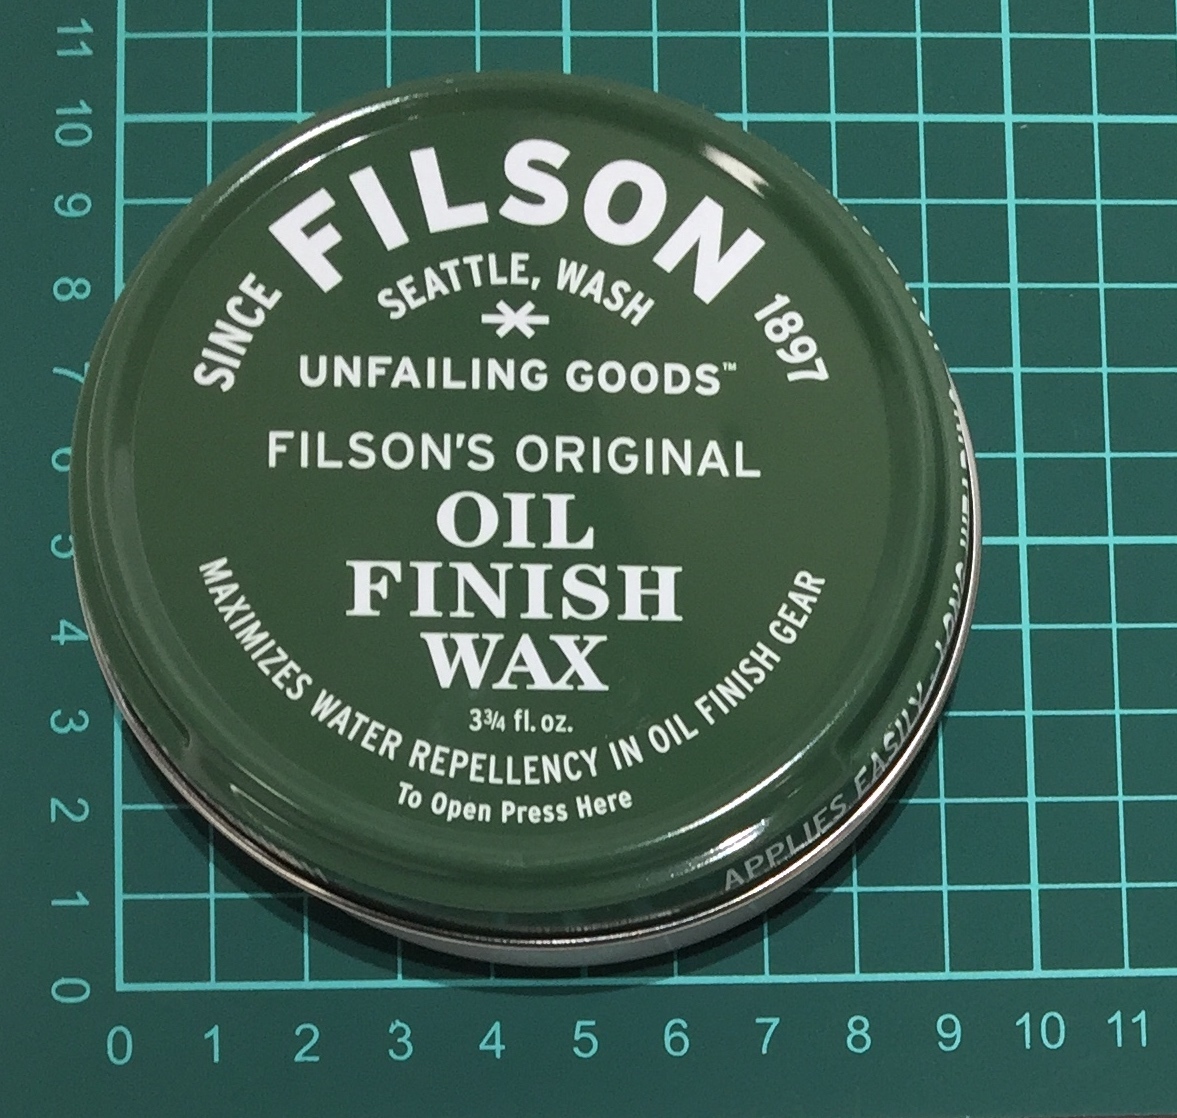 FILSON
SINCE 1897
SEATTLE, WASH
UNFAILING GOODS™
FILSON'S ORIGINAL
OIL
FINISH
WAX
3¾ fl. oz.
MAXIMIZES WATER REPELLENCY IN OIL FINISH GEAR
To Open Press Here
APPLIES EASILY
11
10
9
8
7
6
5
4
3
2
1
0
0 1 2 3 4 5 6 7 8 9 10 11